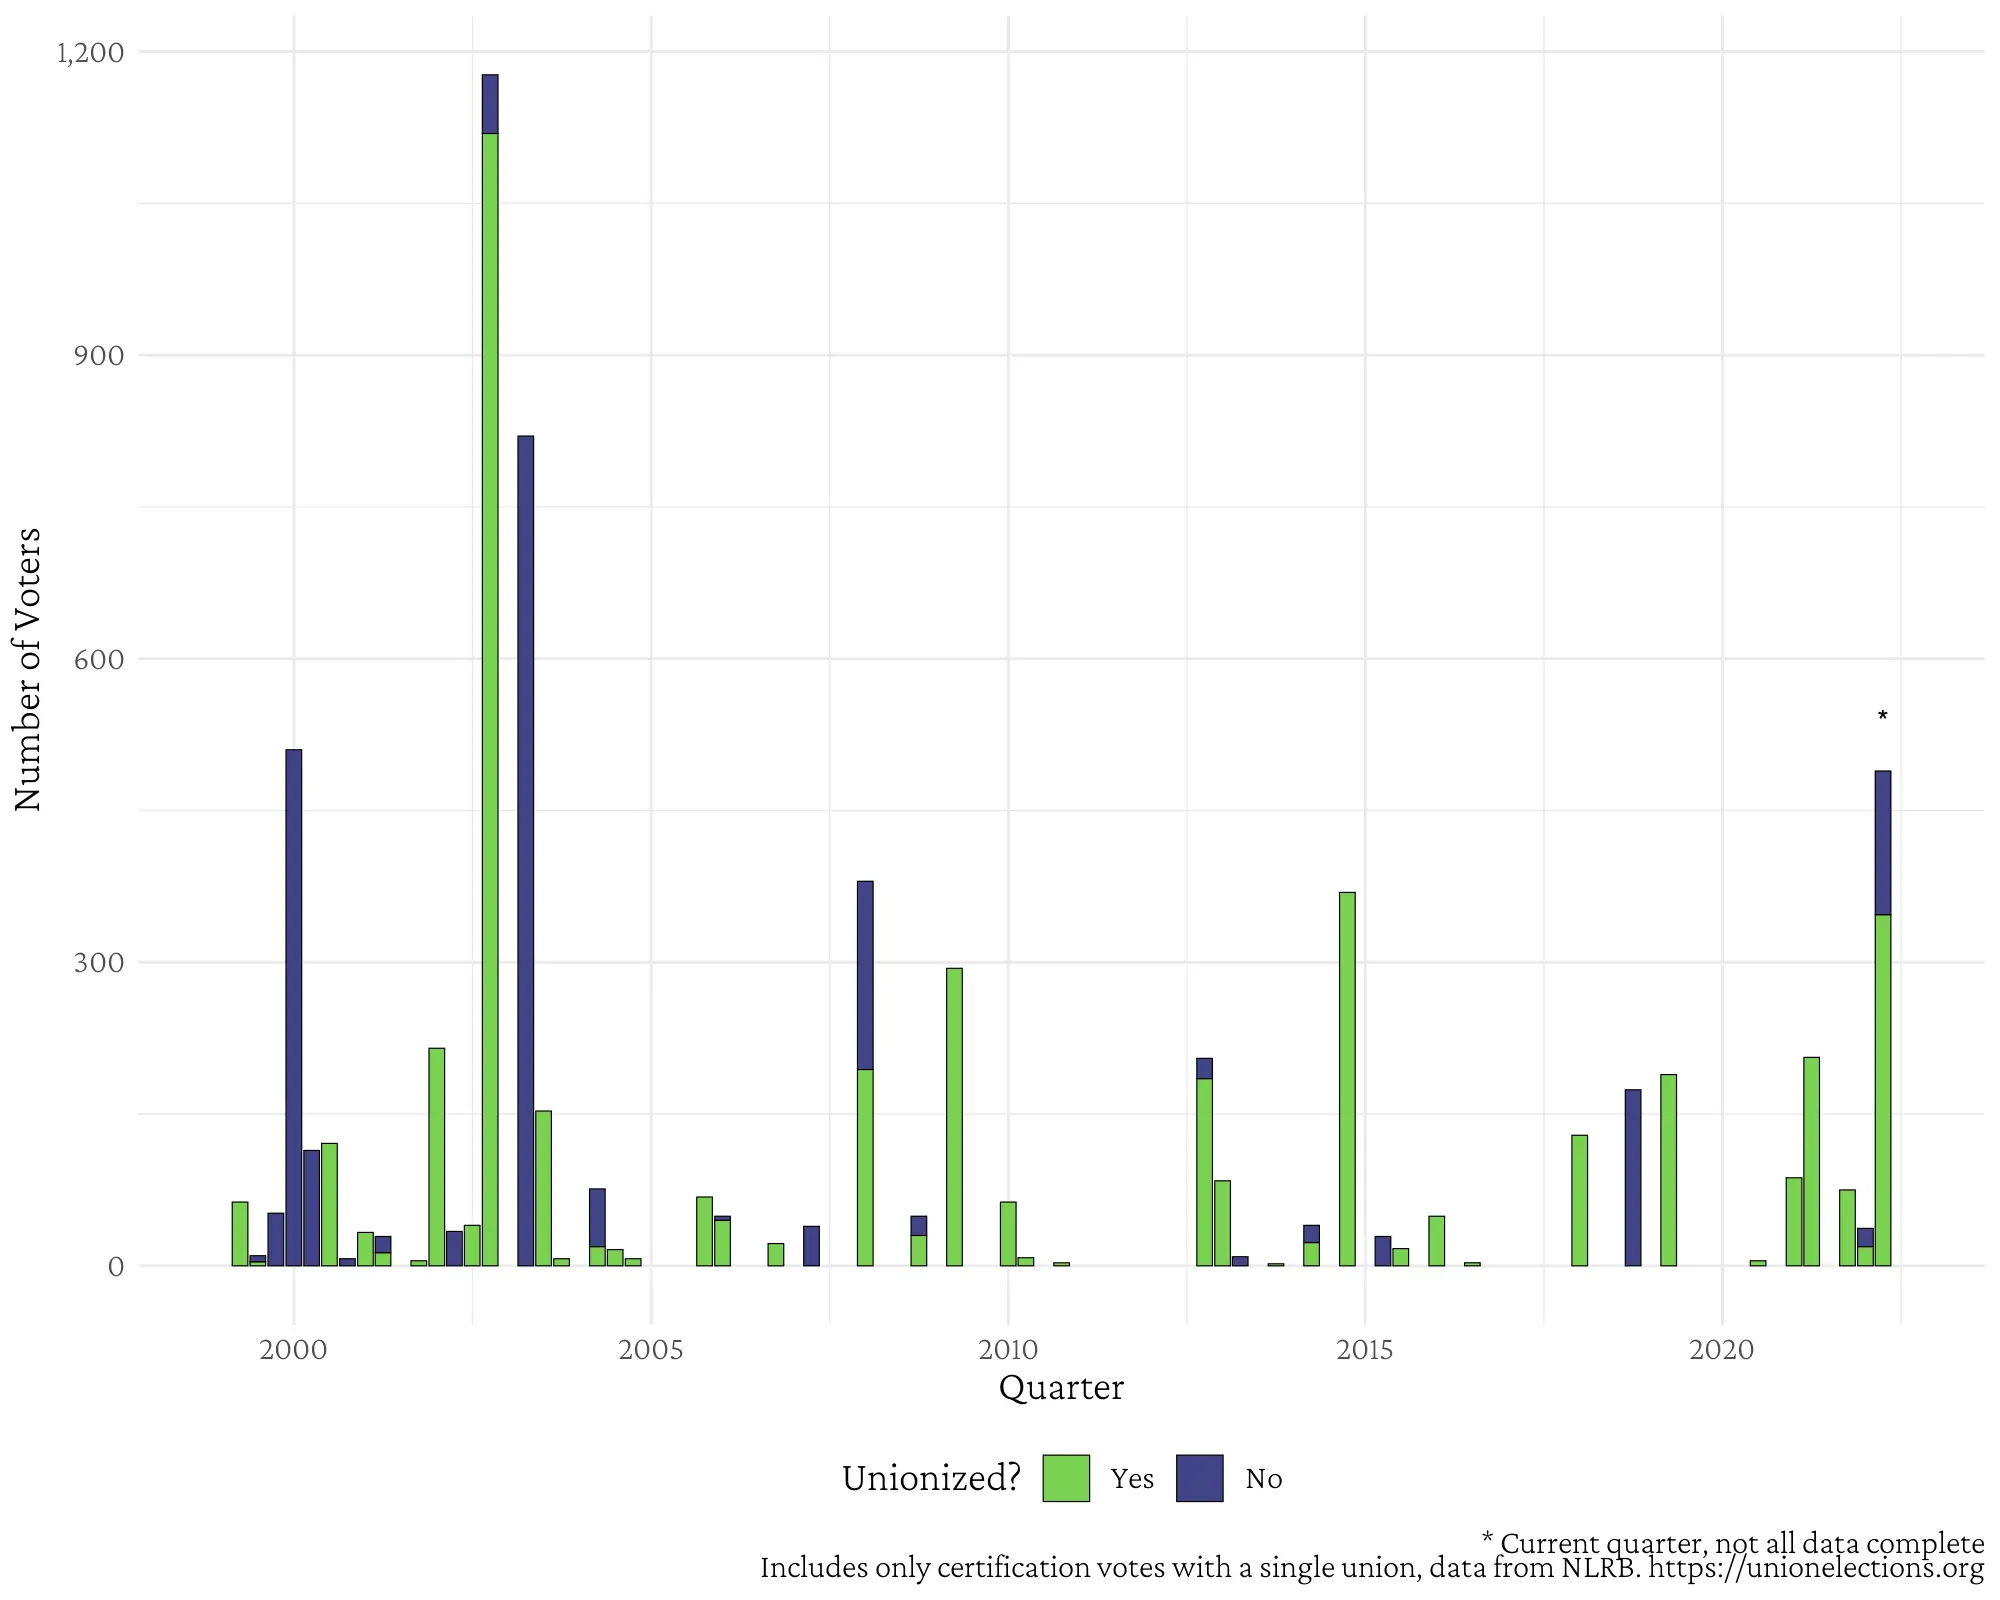 1,200
900
600
300
0
Number of Voters
*
2000 2005 2010 2015 2020
Quarter
Unionized? Yes No
* Current quarter, not all data complete
Includes only certification votes with a single union, data from NLRB. https://unionelections.org